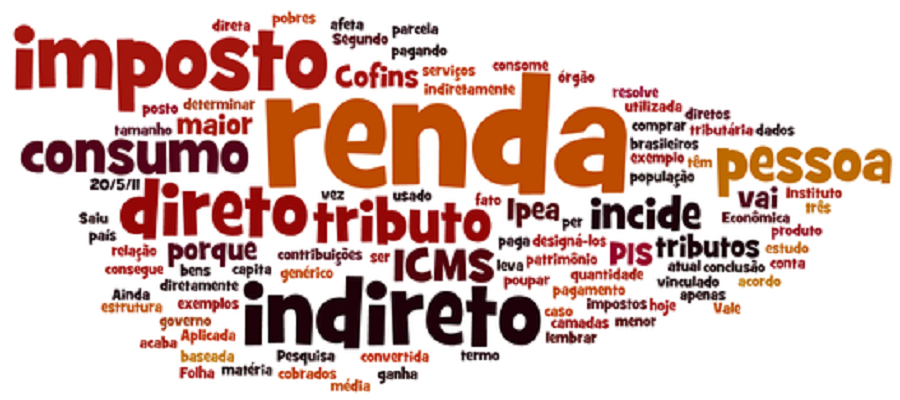 direta pobres afeta parcela
Segundo
imposto pagando
Cofins serviços consome órgão
indiretamente resolve
posto determinar renda utilizada diretos
tamanho maior comprar tributária dados
consumo brasileiros
exemplo têm pessoa
20/5/11 população
vez usado fato vai Instituto
Saiu direto tributo Ipea per incide Econômica três
país produto
relação porque contribuições ser ICMS paga designá-los PIS tributos estudo
consegue bens capita genérico leva patrimônio atual conclusão conta
diretamente poupar quantidade vinculado acordo
Ainda indireto pagamento apenas
estrutura exemplos caso impostos hoje Vale
governo camadas menor
acaba Aplicada lembrar
baseada Pesquisa convertida termo
Folha matéria cobrados ganha
média